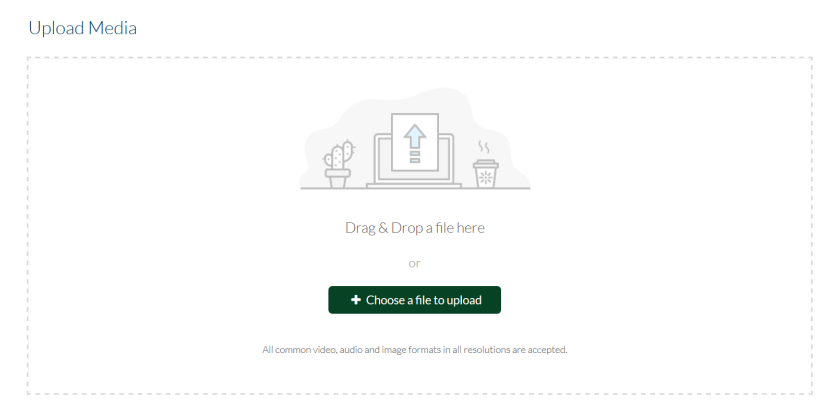 Upload Media
Drag & Drop a file here
or
+ Choose a file to upload
All common video, audio and image formats in all resolutions are accepted.